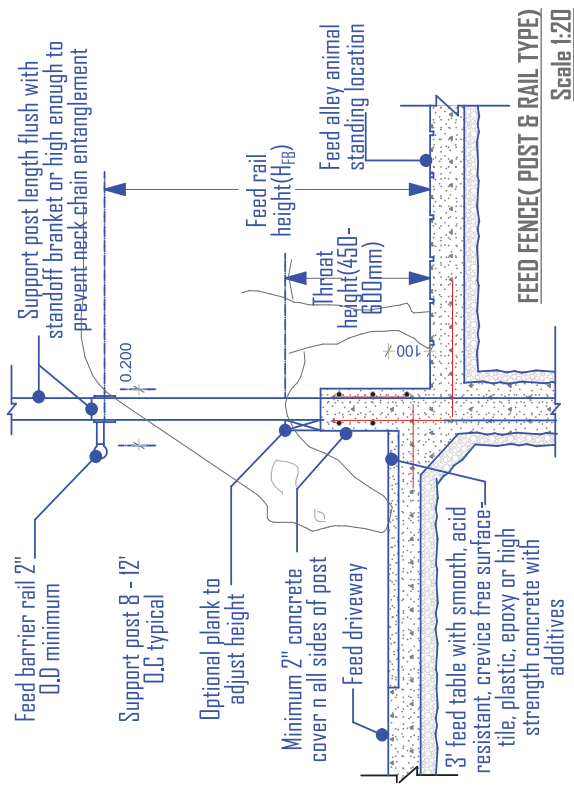 Support post length flush with
standoff branket or high enough to
prevent neck chain entanglement
Feed barrier rail 2"
O.D minimum
0.200
Support post 8 - 12'
O.C typical
Feed rail
height(HFB)
Feed alley animal
standing location
Optional plank to
adjust height
Throat
height(450-
600mm)
Minimum 2" concrete
cover n all sides of post
100
Feed driveway
3' feed table with smooth, acid
resistant, crevice free surface-
tile, plastic, epoxy or high
strength concrete with
additives
FEED FENCE( POST & RAIL TYPE)
Scale 1:20